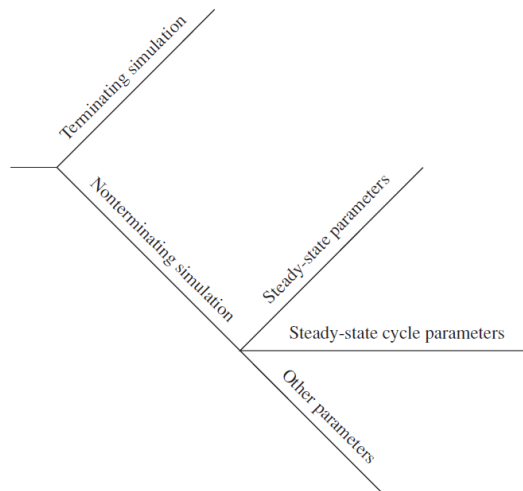 Terminating simulation
Nonterminating simulation
Steady-state parameters
Steady-state cycle parameters
Other parameters